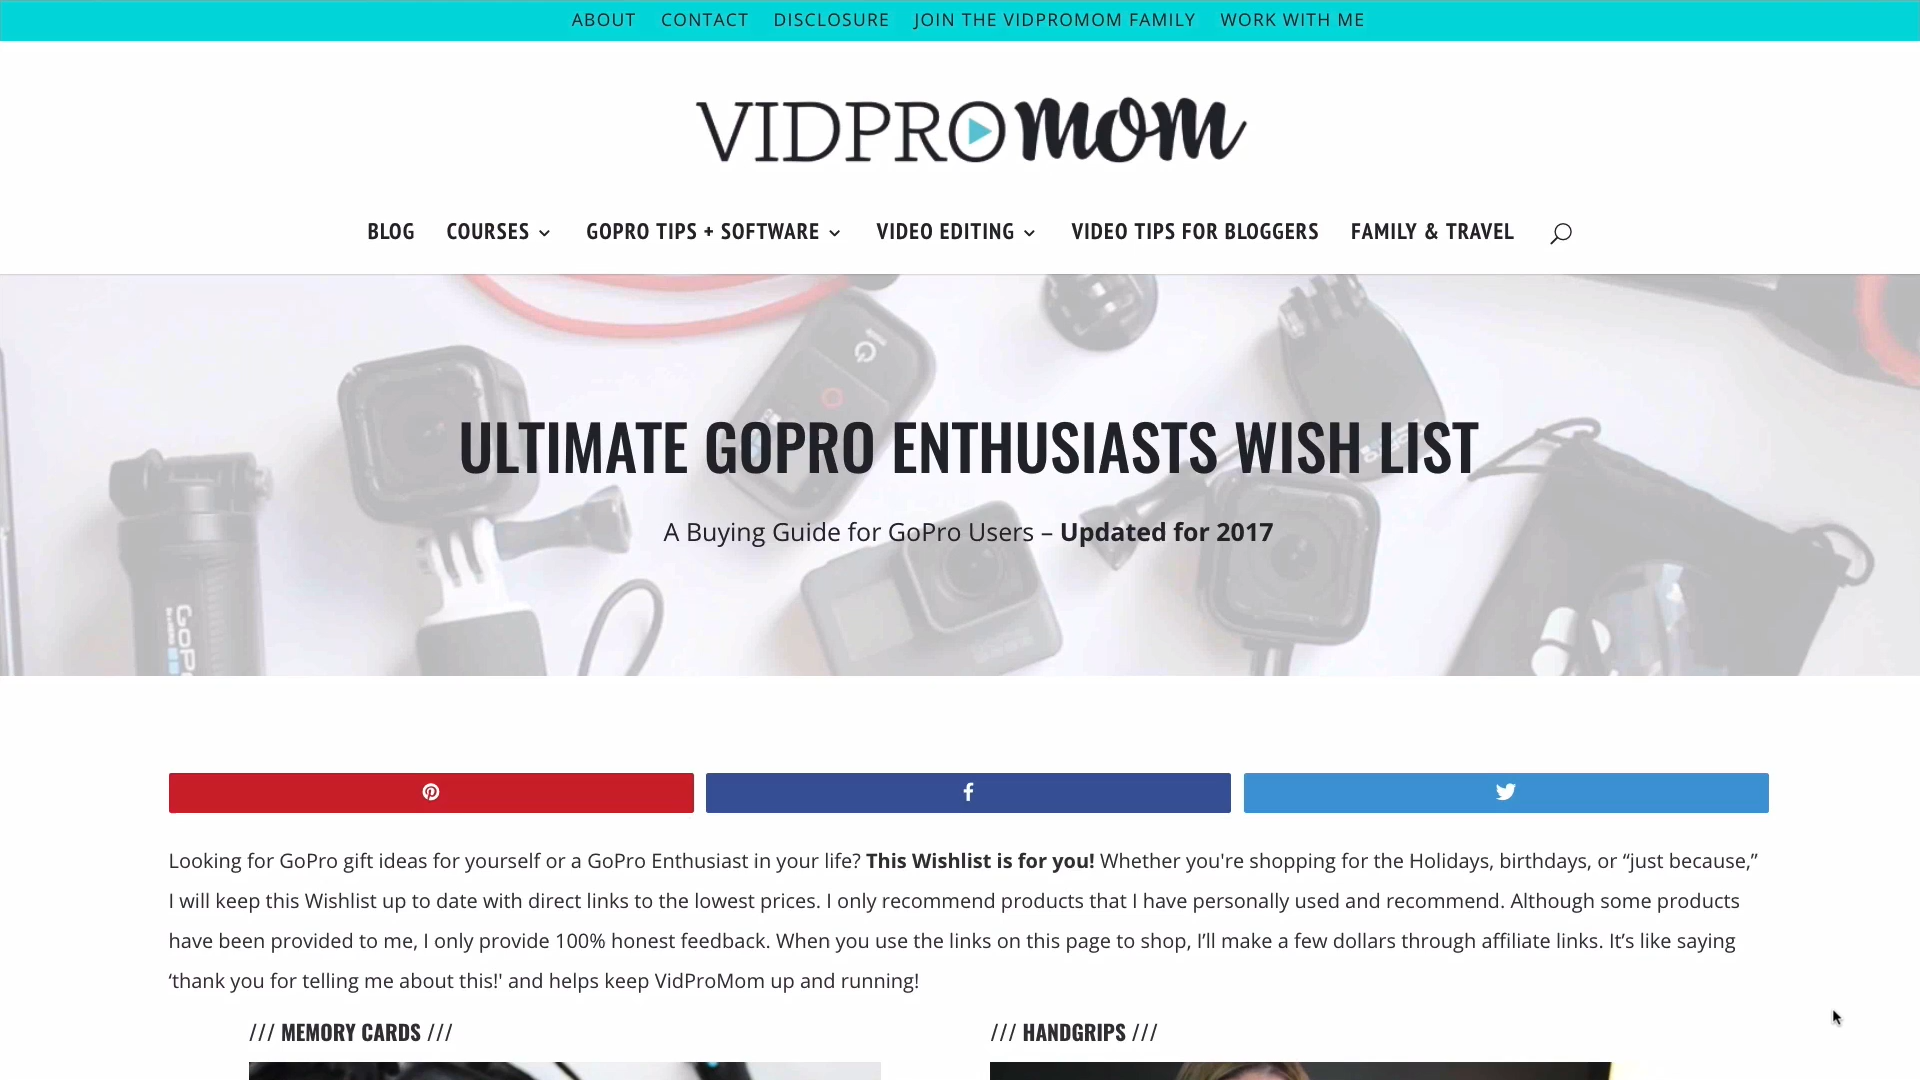 ABOUT CONTACT DISCLOSURE JOIN THE VIDPROMOM FAMILY WORK WITH ME
VIDPROmom
BLOG COURSES GOPRO TIPS + SOFTWARE VIDEO EDITING VIDEO TIPS FOR BLOGGERS FAMILY & TRAVEL
ULTIMATE GOPRO ENTHUSIASTS WISH LIST
A Buying Guide for GoPro Users – Updated for 2017
Looking for GoPro gift ideas for yourself or a GoPro Enthusiast in your life? This Wishlist is for you! Whether you're shopping for the Holidays, birthdays, or “just because,”
I will keep this Wishlist up to date with direct links to the lowest prices. I only recommend products that I have personally used and recommend. Although some products
have been provided to me, I only provide 100% honest feedback. When you use the links on this page to shop, I’ll make a few dollars through affiliate links. It’s like saying
‘thank you for telling me about this!' and helps keep VidProMom up and running!
/// MEMORY CARDS ///
/// HANDGRIPS ///